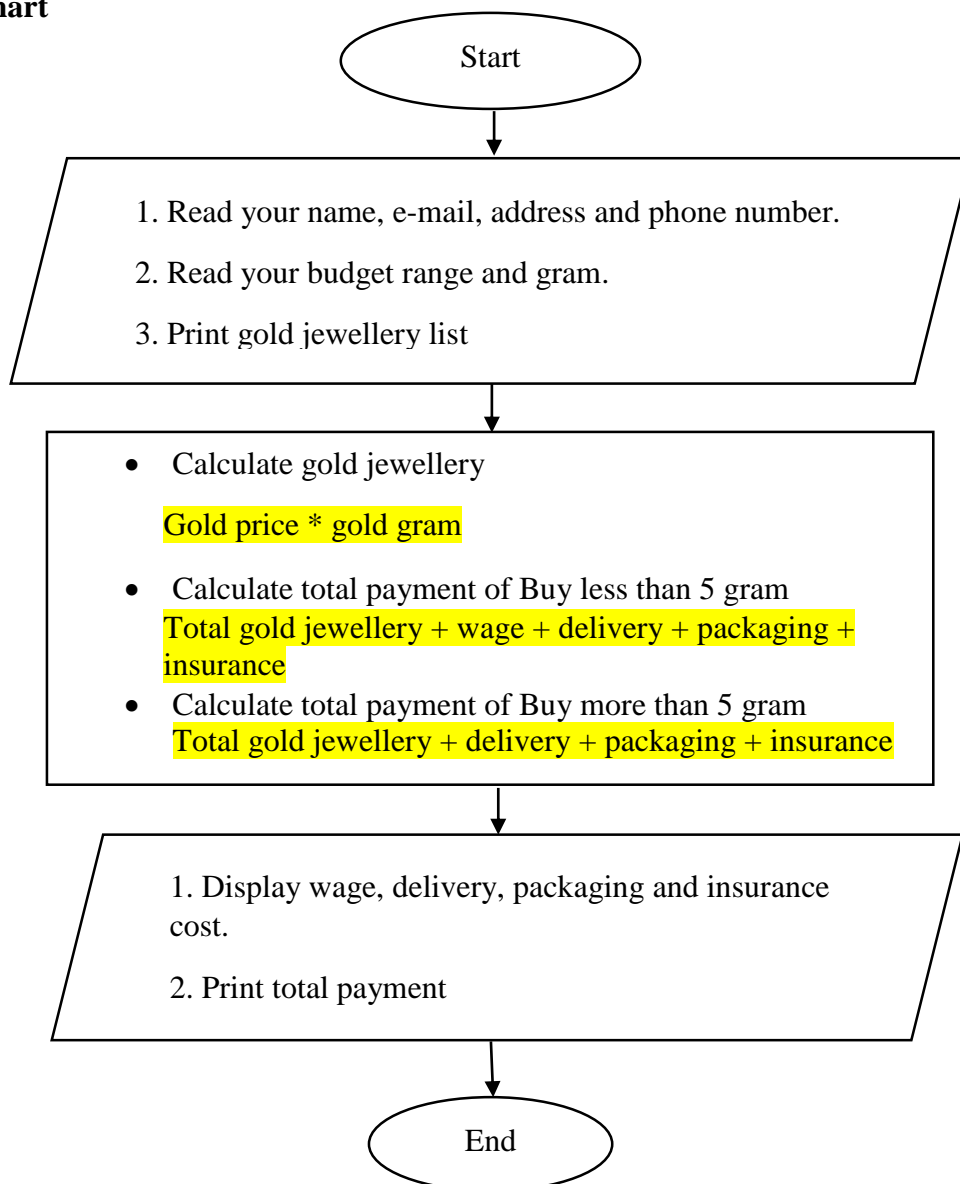 Start
1. Read your name, e-mail, address and phone number.
2. Read your budget range and gram.
3. Print gold jewellery list
• Calculate gold jewellery
Gold price * gold gram
• Calculate total payment of Buy less than 5 gram
Total gold jewellery + wage + delivery + packaging +
insurance
• Calculate total payment of Buy more than 5 gram
Total gold jewellery + delivery + packaging + insurance
1. Display wage, delivery, packaging and insurance
cost.
2. Print total payment
End